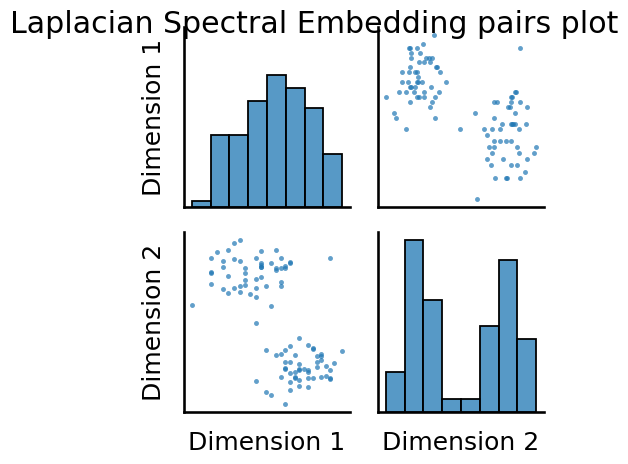 Laplacian Spectral Embedding pairs plot
Dimension 1
Dimension 2
Dimension 1
Dimension 2